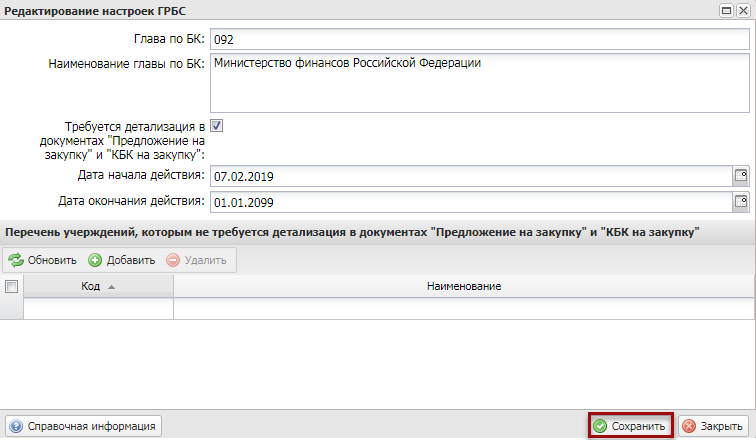 Редактирование настроек ГРБС
Глава по БК: 092
Наименование главы по БК: Министерство финансов Российской Федерации
Требуется детализация в
документах "Предложение на
закупку" и "КБК на закупку":
Дата начала действия: 07.02.2019
Дата окончания действия: 01.01.2099
Перечень учерждений, которым не требуется детализация в документах "Предложение на закупку" и "КБК на закупку"
Обновить Добавить Удалить
Код Наименование
Справочная информация Сохранить Закрыть